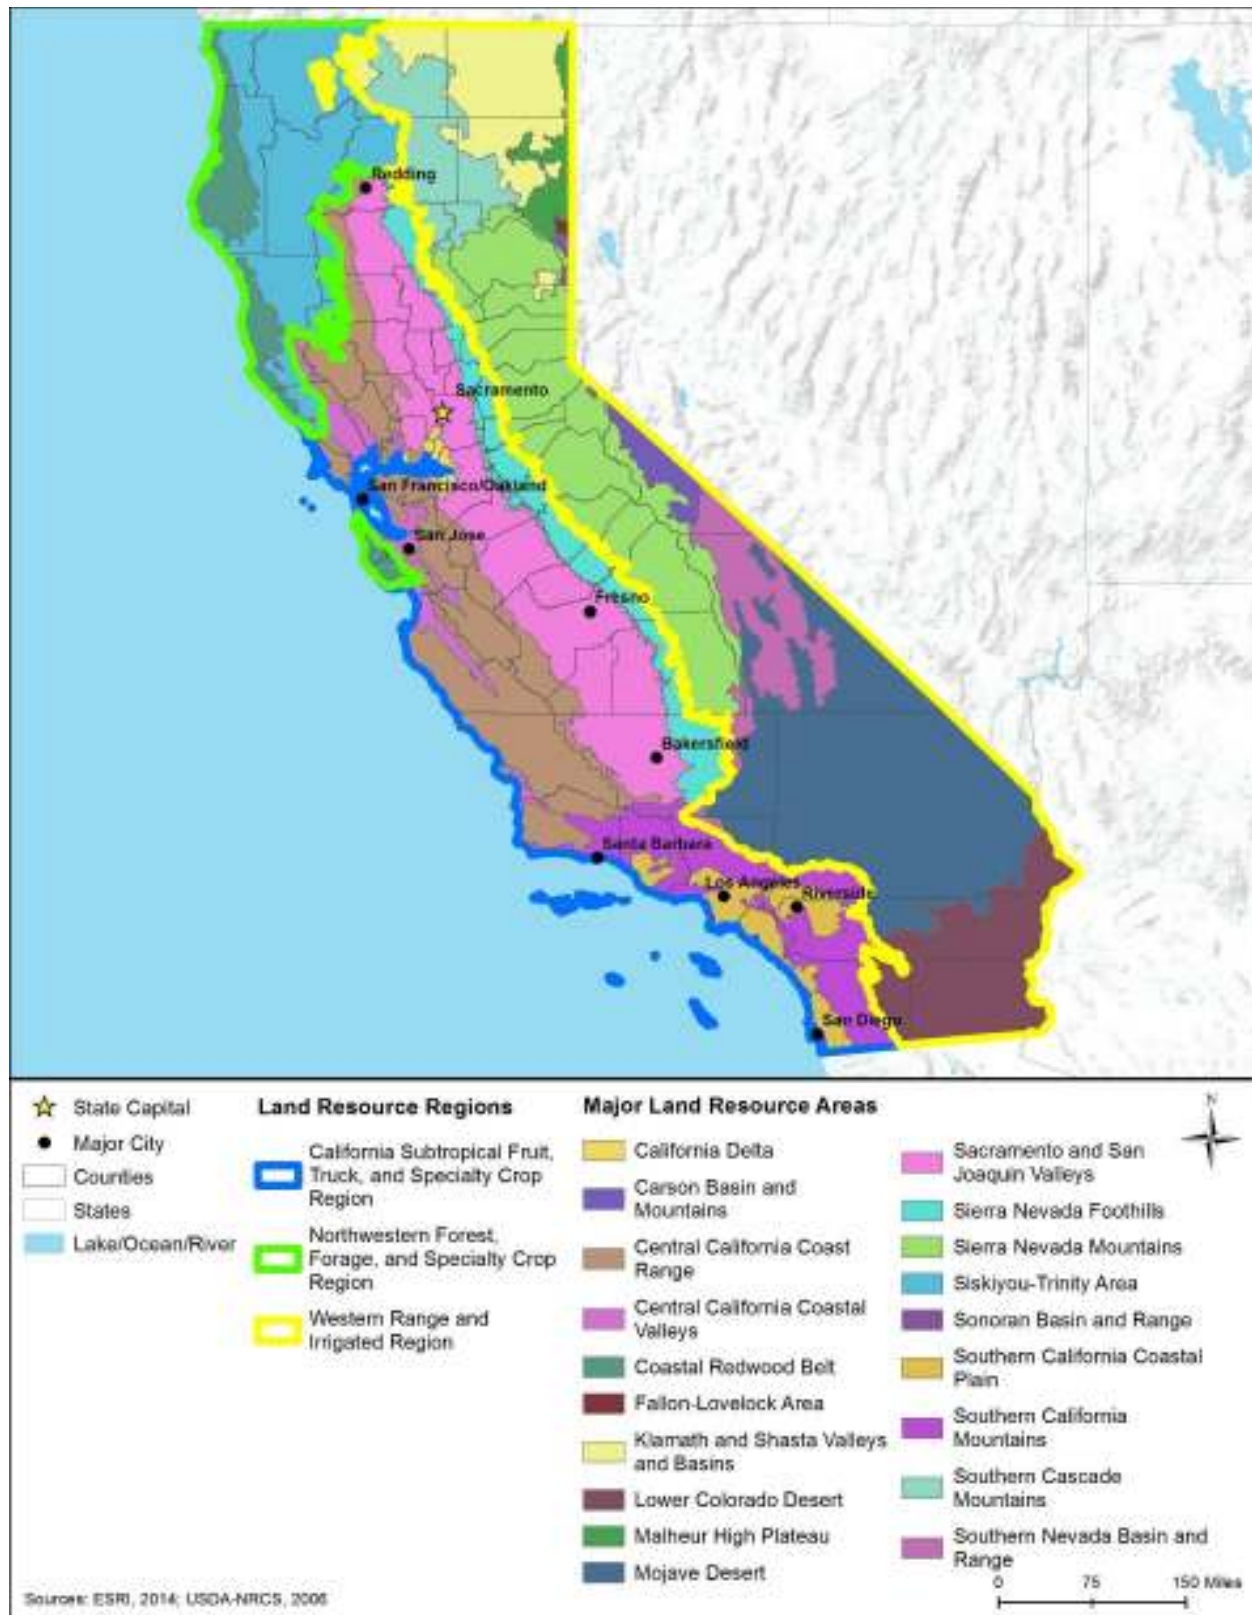 Redding
Sacramento
San Francisco/Oakland
San Jose
Fresno
Bakersfield
Santa Barbara
Los Angeles
Riverside
San Diego
State Capital
Major City
Counties
States
Lake/Ocean/River
Land Resource Regions
California Subtropical Fruit,
Truck, and Specialty Crop
Region
Northwestern Forest,
Forage, and Specialty Crop
Region
Western Range and
Irrigated Region
Major Land Resource Areas
California Delta
Carson Basin and
Mountains
Central California Coast
Range
Central California Coastal
Valleys
Coastal Redwood Belt
Fallon-Lovelock Area
Klamath and Shasta Valleys
and Basins
Lower Colorado Desert
Malheur High Plateau
Mojave Desert
Sacramento and San
Joaquin Valleys
Sierra Nevada Foothills
Sierra Nevada Mountains
Siskiyou-Trinity Area
Sonoran Basin and Range
Southern California Coastal
Plain
Southern California
Mountains
Southern Cascade
Mountains
Southern Nevada Basin and
Range
N
0 75 150 Miles
Sources: ESRI, 2014; USDA-NRCS, 2006